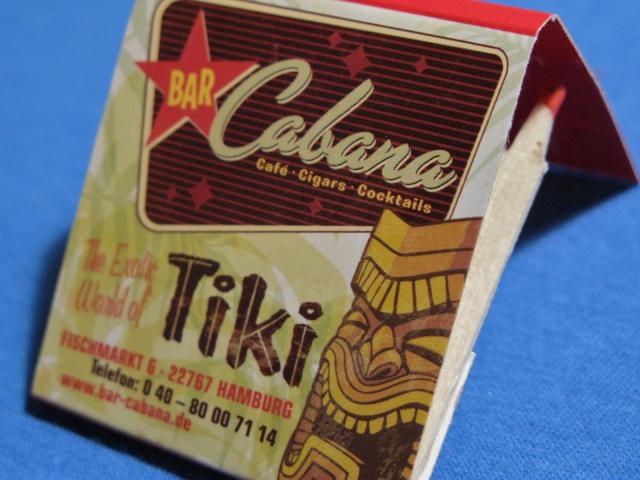 BAR
Cabana
Café · Cigars · Cocktails
The Exotic
World of
Tiki
FISCHMARKT 6 · 22767 HAMBURG
Telefon: 0 40 – 80 00 71 14
www.bar-cabana.de